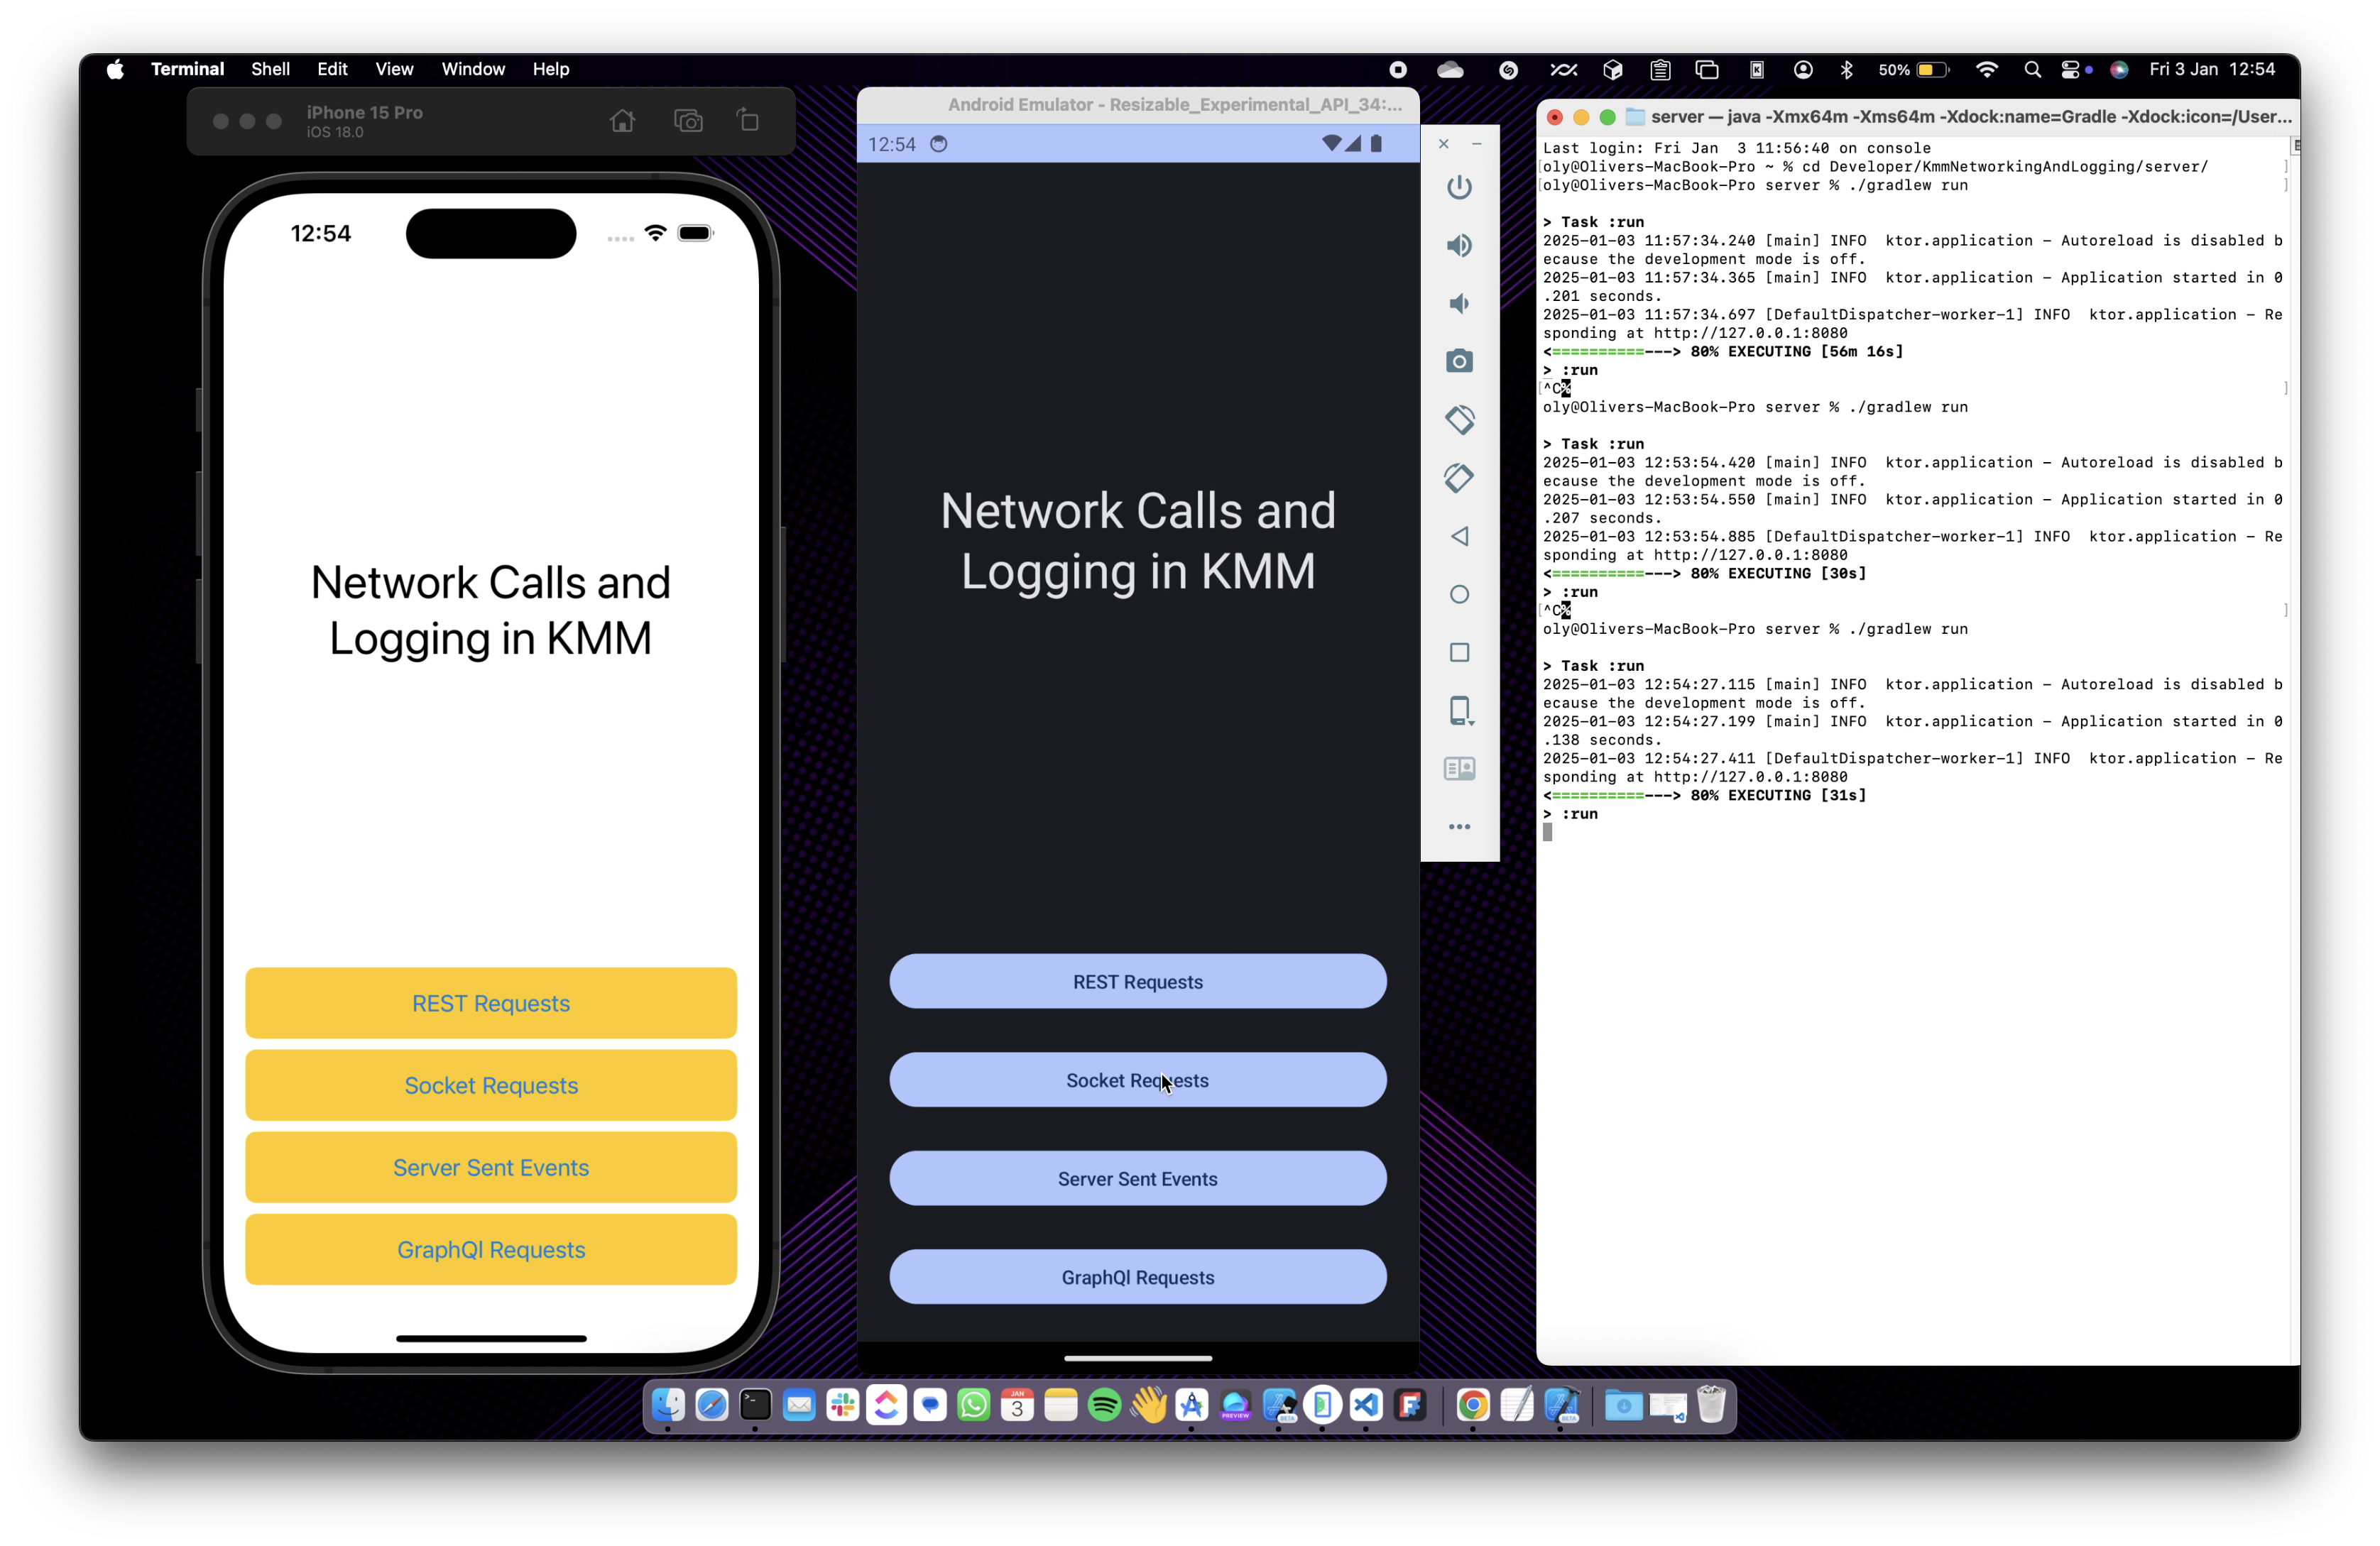 Terminal Shell Edit View Window Help
50%
Fri 3 Jan 12:54
iPhone 15 Pro
iOS 18.0
12:54
Network Calls and
Logging in KMM
REST Requests
Socket Requests
Server Sent Events
GraphQl Requests
Android Emulator - Resizable_Experimental_API_34:...
12:54
Network Calls and
Logging in KMM
REST Requests
Socket Requests
Server Sent Events
GraphQl Requests
server — java -Xmx64m -Xms64m -Xdock:name=Gradle -Xdock:icon=/User...
Last login: Fri Jan  3 11:56:40 on console
[oly@Olivers-MacBook-Pro ~ % cd Developer/KmmNetworkingAndLogging/server/ ]
[oly@Olivers-MacBook-Pro server % ./gradlew run ]
> Task :run
2025-01-03 11:57:34.240 [main] INFO  ktor.application - Autoreload is disabled b
ecause the development mode is off.
2025-01-03 11:57:34.365 [main] INFO  ktor.application - Application started in 0
.201 seconds.
2025-01-03 11:57:34.697 [DefaultDispatcher-worker-1] INFO  ktor.application - Re
sponding at http://127.0.0.1:8080
<==========---> 80% EXECUTING [56m 16s]
> :run
[^C% ]
oly@Olivers-MacBook-Pro server % ./gradlew run
> Task :run
2025-01-03 12:53:54.420 [main] INFO  ktor.application - Autoreload is disabled b
ecause the development mode is off.
2025-01-03 12:53:54.550 [main] INFO  ktor.application - Application started in 0
.207 seconds.
2025-01-03 12:53:54.885 [DefaultDispatcher-worker-1] INFO  ktor.application - Re
sponding at http://127.0.0.1:8080
<==========---> 80% EXECUTING [30s]
> :run
[^C% ]
oly@Olivers-MacBook-Pro server % ./gradlew run
> Task :run
2025-01-03 12:54:27.115 [main] INFO  ktor.application - Autoreload is disabled b
ecause the development mode is off.
2025-01-03 12:54:27.199 [main] INFO  ktor.application - Application started in 0
.138 seconds.
2025-01-03 12:54:27.411 [DefaultDispatcher-worker-1] INFO  ktor.application - Re
sponding at http://127.0.0.1:8080
<==========---> 80% EXECUTING [31s]
> :run
JAN
3
PREVIEW
BETA
BETA